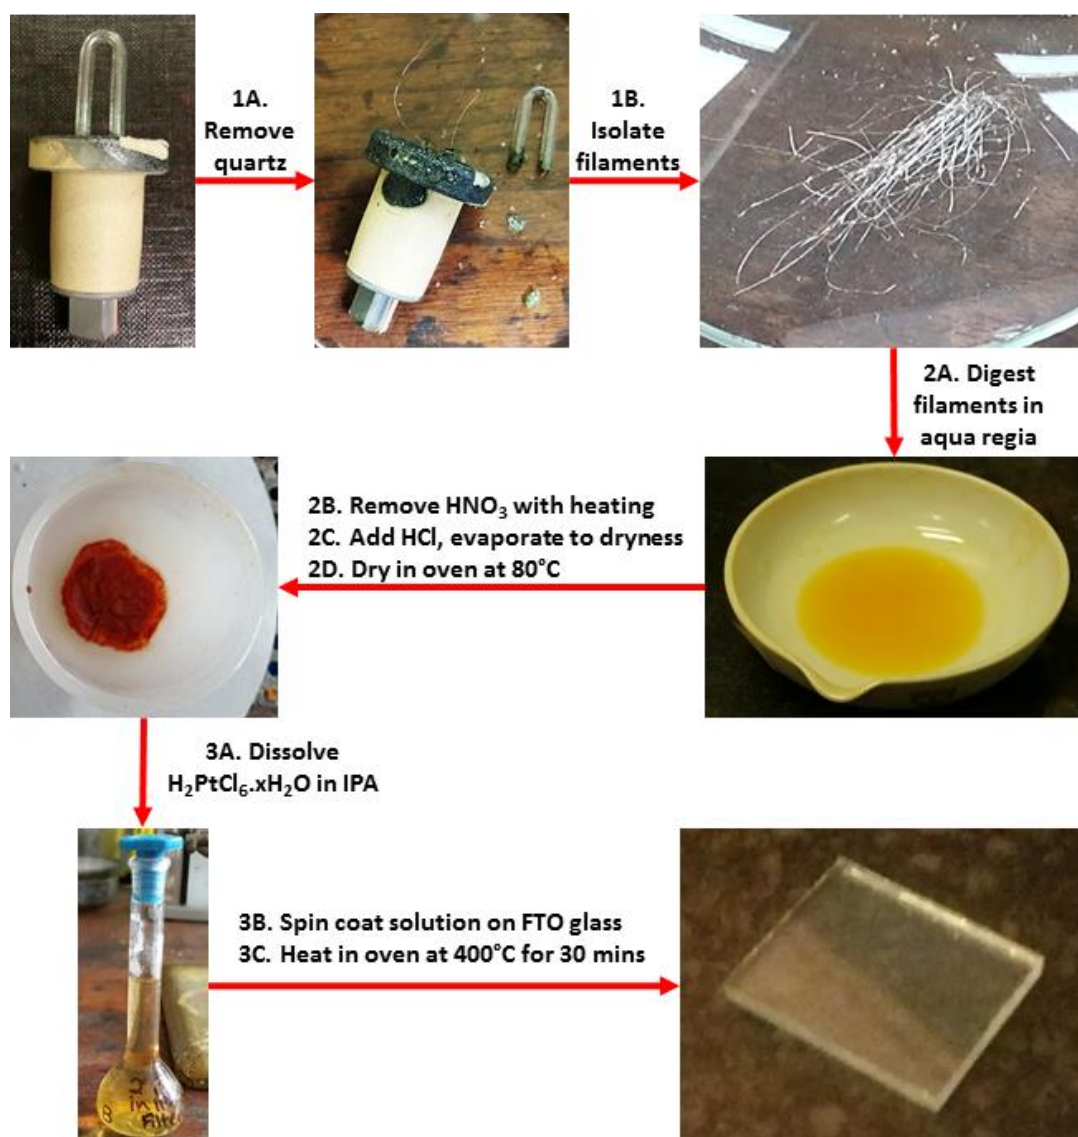 1A.
Remove
quartz
1B.
Isolate
filaments
2A. Digest
filaments in
aqua regia
2B. Remove HNO₃ with heating
2C. Add HCl, evaporate to dryness
2D. Dry in oven at 80°C
3A. Dissolve
H₂PtCl₆.xH₂O in IPA
3B. Spin coat solution on FTO glass
3C. Heat in oven at 400°C for 30 mins